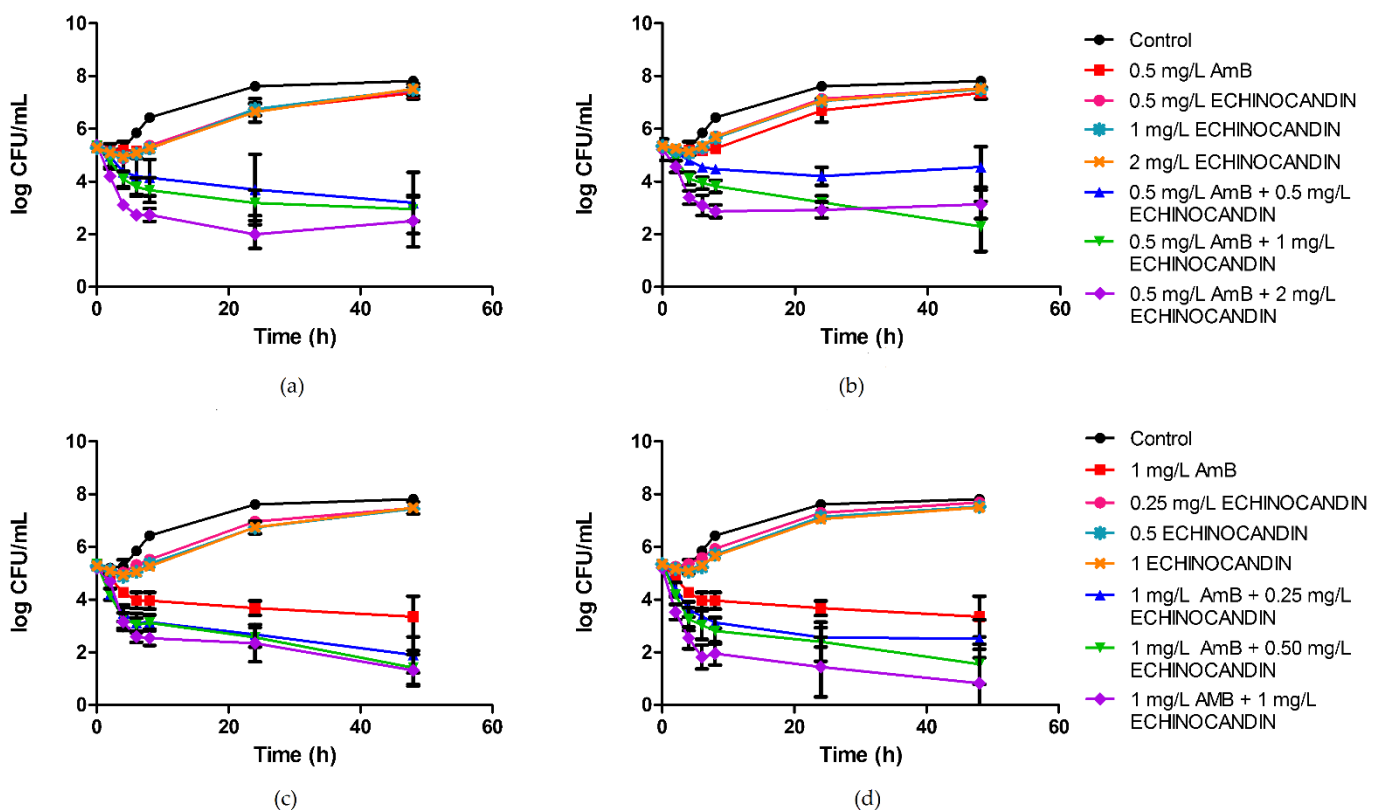 10
8
6
4
2
0
log CFU/mL
0
20
40
60
Time (h)
(a)
10
8
6
4
2
0
log CFU/mL
0
20
40
60
Time (h)
(b)
Control
0.5 mg/L AmB
0.5 mg/L ECHINOCANDIN
1 mg/L ECHINOCANDIN
2 mg/L ECHINOCANDIN
0.5 mg/L AmB + 0.5 mg/L
ECHINOCANDIN
0.5 mg/L AmB + 1 mg/L
ECHINOCANDIN
0.5 mg/L AmB + 2 mg/L
ECHINOCANDIN
10
8
6
4
2
0
log CFU/mL
0
20
40
60
Time (h)
(c)
10
8
6
4
2
0
log CFU/mL
0
20
40
60
Time (h)
(d)
Control
1 mg/L AmB
0.25 mg/L ECHINOCANDIN
0.5 ECHINOCANDIN
1 ECHINOCANDIN
1 mg/L AmB + 0.25 mg/L
ECHINOCANDIN
1 mg/L AmB + 0.50 mg/L
ECHINOCANDIN
1 mg/L AMB + 1 mg/L
ECHINOCANDIN